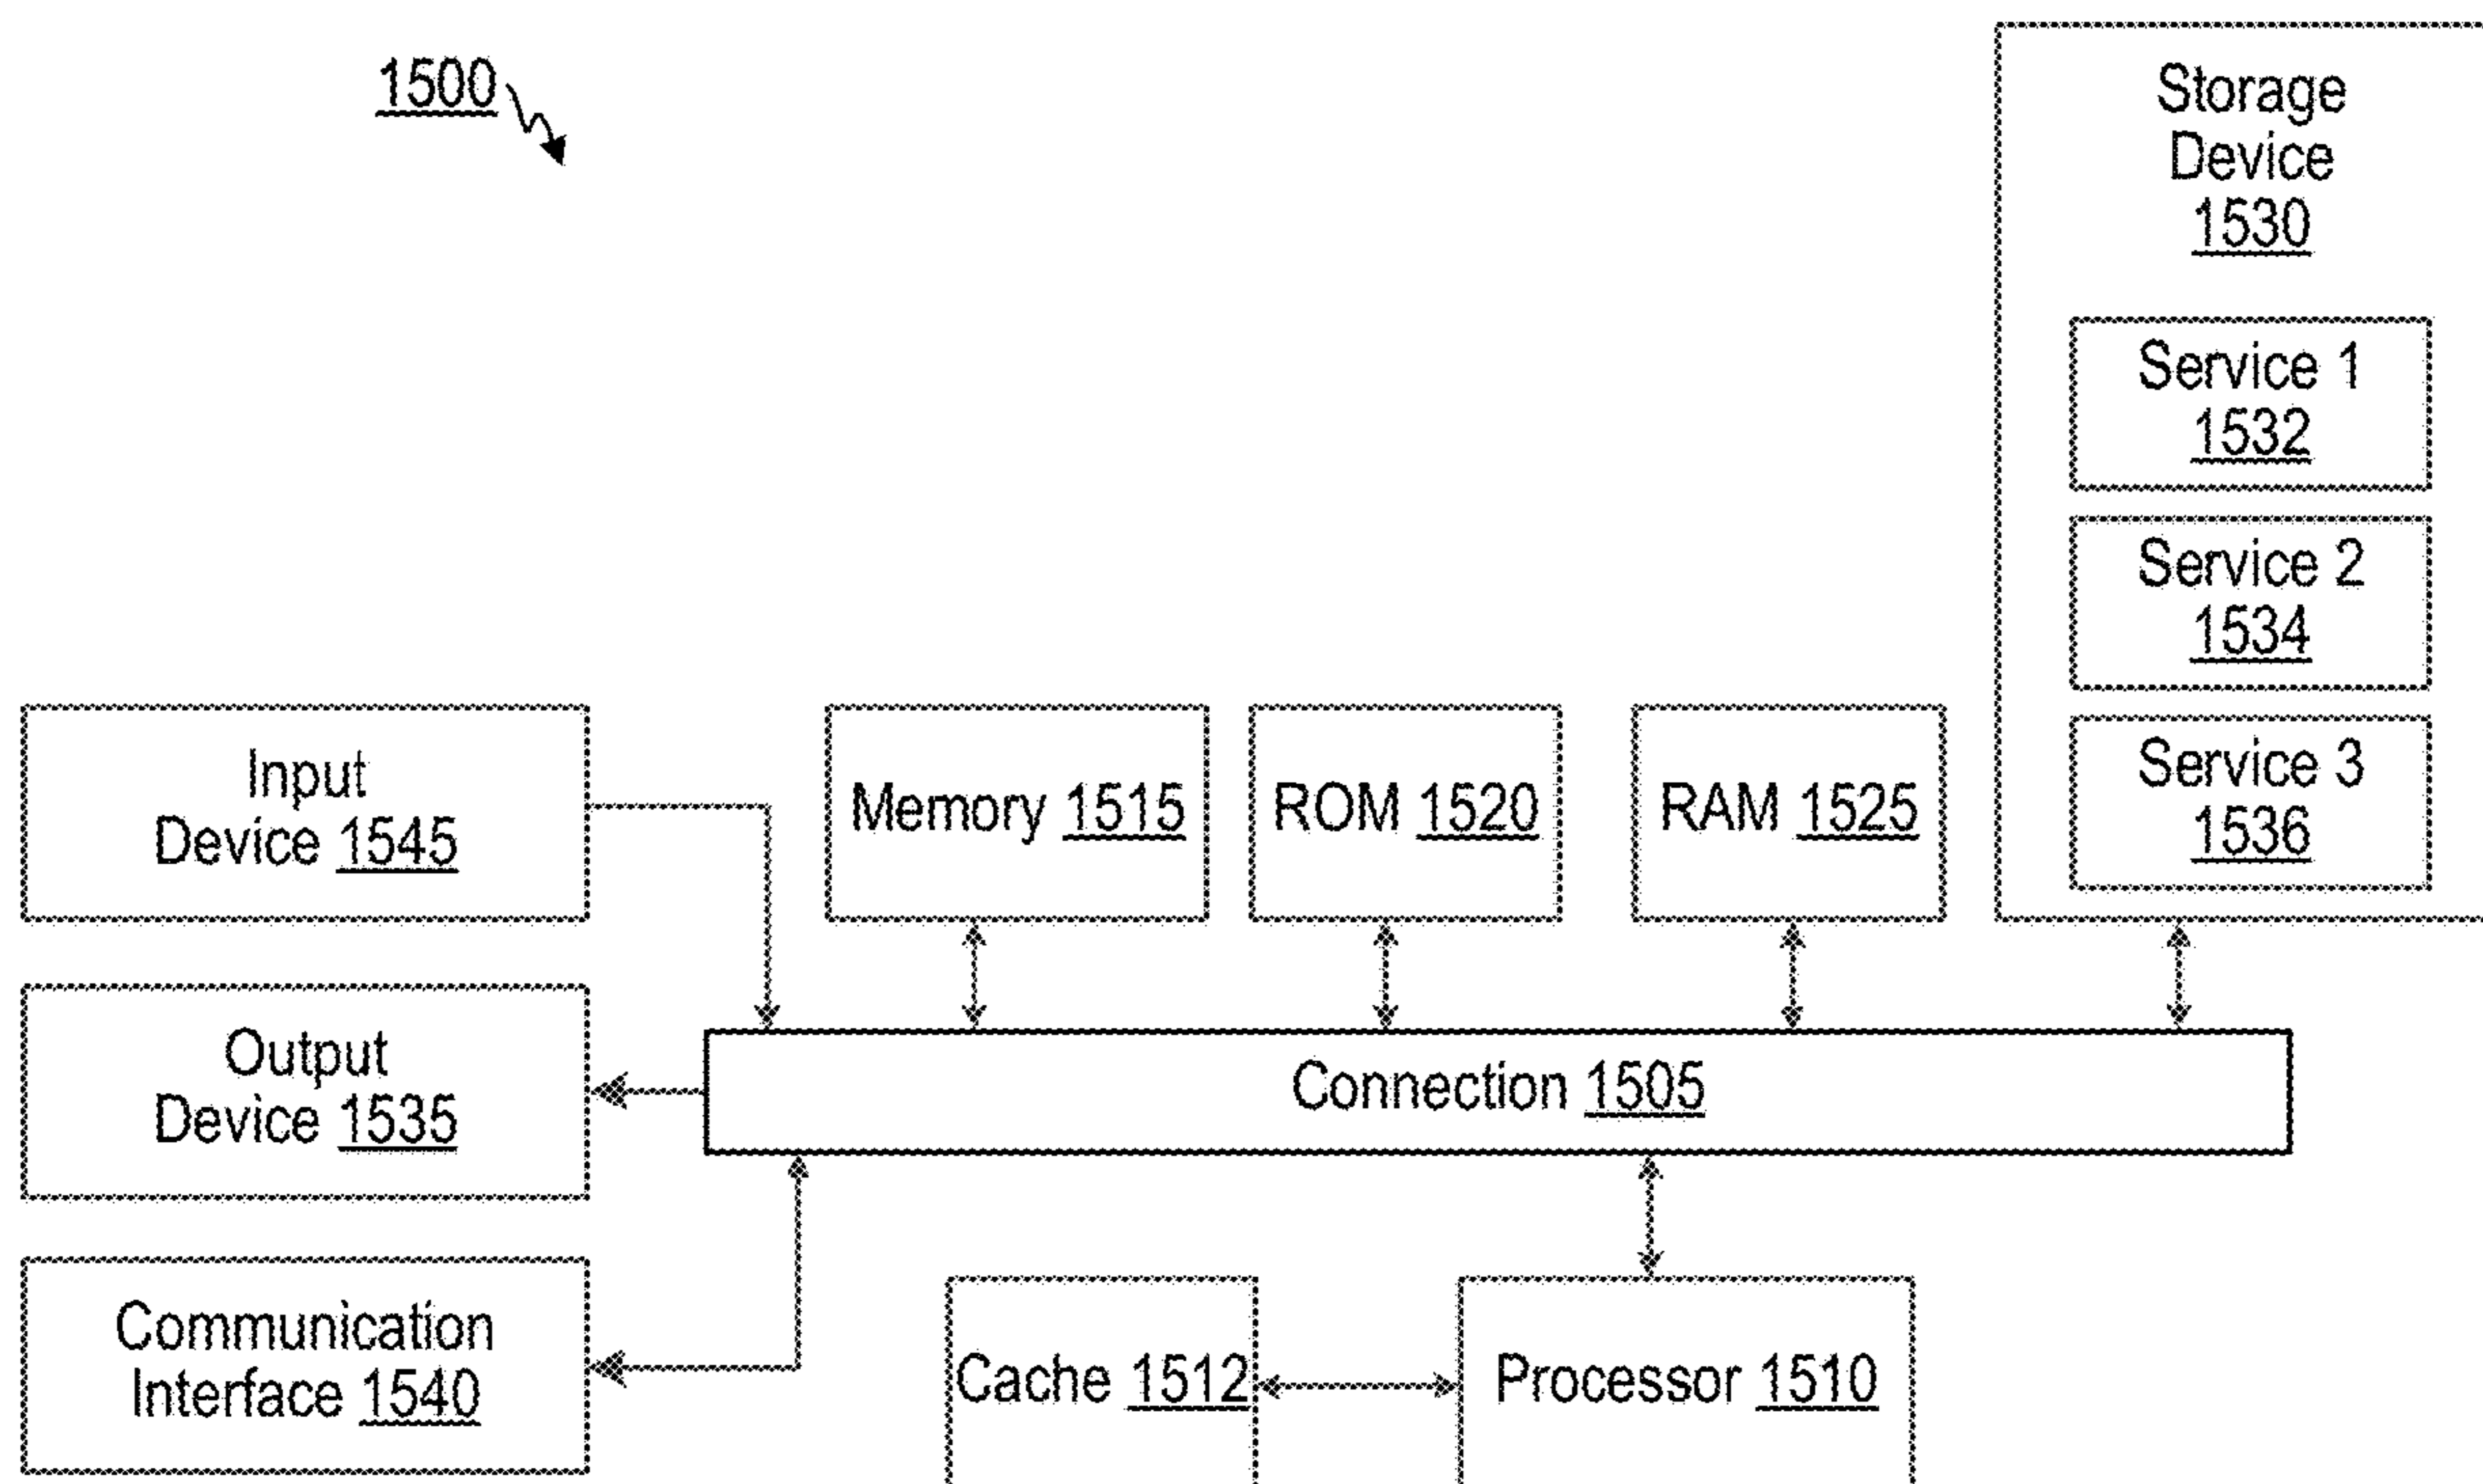 1500
Storage
Device
1530
Service 1
1532
Service 2
1534
Service 3
1536
Input
Device 1545
Memory 1515
ROM 1520
RAM 1525
Output
Device 1535
Connection 1505
Communication
Interface 1540
Cache 1512
Processor 1510